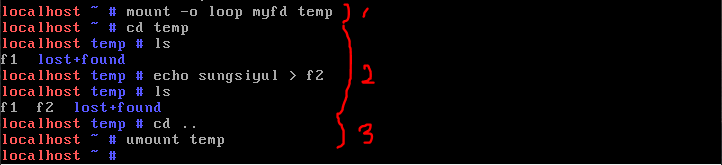 localhost ~ # mount -o loop myfd temp 1
localhost ~ # cd temp
localhost temp # ls
f1 lost+found
localhost temp # echo sungsiyul > f2 2
localhost temp # ls
f1 f2 lost+found
localhost temp # cd .. 3
localhost ~ # umount temp
localhost ~ #